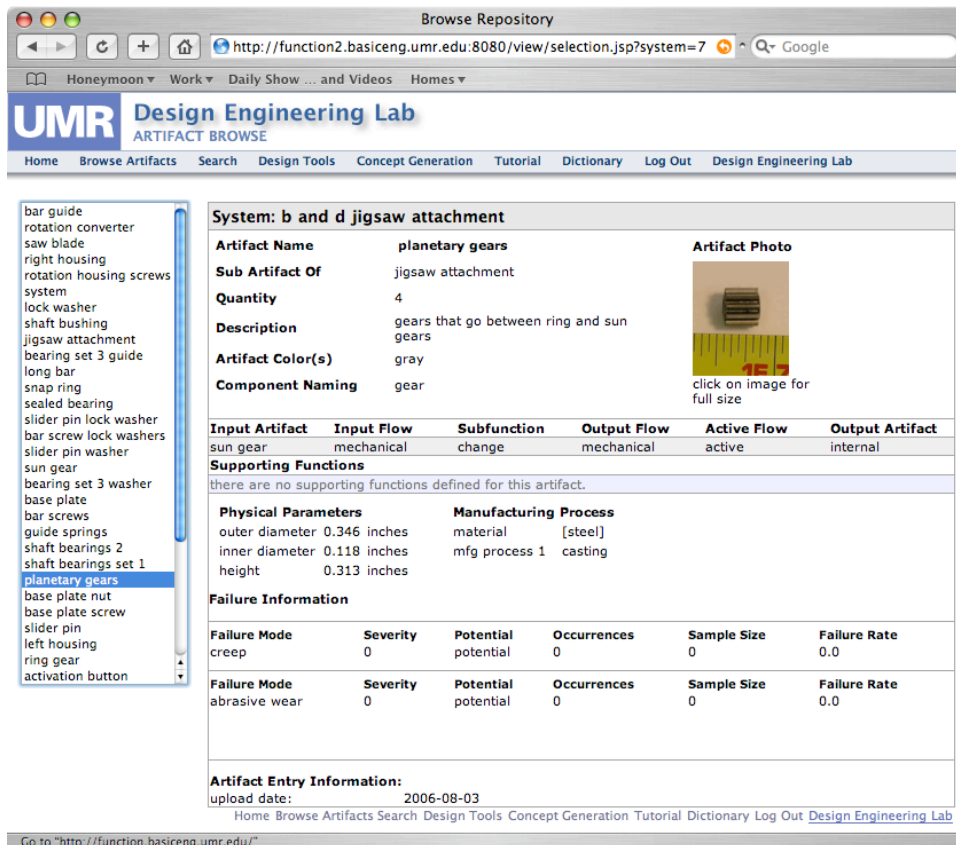 Browse Repository
http://function2.basiceng.umr.edu:8080/view/selection.jsp?system=7 Google
Honeymoon Work Daily Show ... and Videos Homes
UMR Design Engineering Lab
ARTIFACT BROWSE
Home Browse Artifacts Search Design Tools Concept Generation Tutorial Dictionary Log Out Design Engineering Lab
bar guide
rotation converter
saw blade
right housing
rotation housing screws
system
lock washer
shaft bushing
jigsaw attachment
bearing set 3 guide
long bar
snap ring
sealed bearing
slider pin lock washer
bar screw lock washers
slider pin washer
sun gear
bearing set 3 washer
base plate
bar screws
guide springs
shaft bearings 2
shaft bearings set 1
planetary gears
base plate nut
base plate screw
slider pin
left housing
ring gear
activation button
System: b and d jigsaw attachment
Artifact Name planetary gears Artifact Photo
Sub Artifact Of jigsaw attachment
Quantity 4
Description gears that go between ring and sun
gears
Artifact Color(s) gray
Component Naming gear
click on image for
full size
Input Artifact Input Flow Subfunction Output Flow Active Flow Output Artifact
sun gear mechanical change mechanical active internal
Supporting Functions
there are no supporting functions defined for this artifact.
Physical Parameters Manufacturing Process
outer diameter 0.346 inches material [steel]
inner diameter 0.118 inches mfg process 1 casting
height 0.313 inches
Failure Information
Failure Mode Severity Potential Occurrences Sample Size Failure Rate
creep 0 potential 0 0 0.0
Failure Mode Severity Potential Occurrences Sample Size Failure Rate
abrasive wear 0 potential 0 0 0.0
Artifact Entry Information:
upload date: 2006-08-03
Home Browse Artifacts Search Design Tools Concept Generation Tutorial Dictionary Log Out Design Engineering Lab
Go to "http://function.basiceng.umr.edu/"